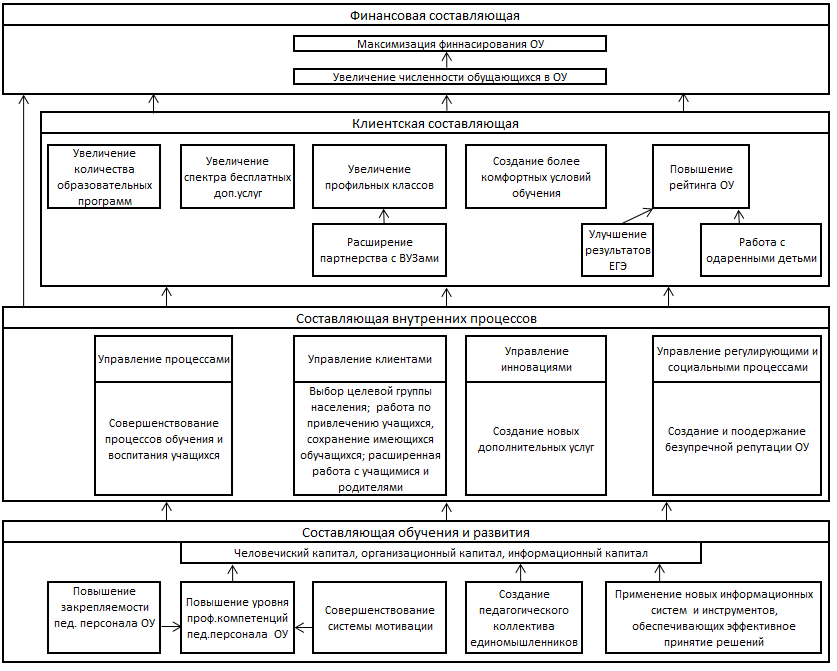 Финансовая составляющая
Максимизация финнасирования ОУ
Увеличение численности обущающихся в ОУ
Клиентская составляющая
Увеличение
количества
образовательных
программ
Увеличение
спектра бесплатных
доп.услуг
Увеличение
профильных классов
Создание более
комфортных условий
обучения
Повышение
рейтинга ОУ
Расширение
партнерства с ВУЗами
Улучшение
результатов
ЕГЭ
Работа с
одаренными детьми
Составляющая внутренних процессов
Управление процессами
Совершенствование
процессов обучения и
воспитания учащихся
Управление клиентами
Выбор целевой группы
населения; работа по
привлечению учащихся,
сохранение имеющихся
обучащихся; расширенная
работа с учащимися и
родителями
Управление
инновациями
Создание новых
дополнительных услуг
Управление регулирующими и
социальными процессами
Создание и поодержание
безупречной репутации ОУ
Составляющая обучения и развития
Человечиский капитал, организационный капитал, информационный капитал
Повышение
закрепляемости
пед. персонала ОУ
Повышение уровня
проф.компетенций
пед.персонала ОУ
Совершенствование
системы мотивации
Создание
педагогического
коллектива
единомышленников
Применение новых информационных
систем и инструментов,
обеспечивающих эффективное
принятие решений